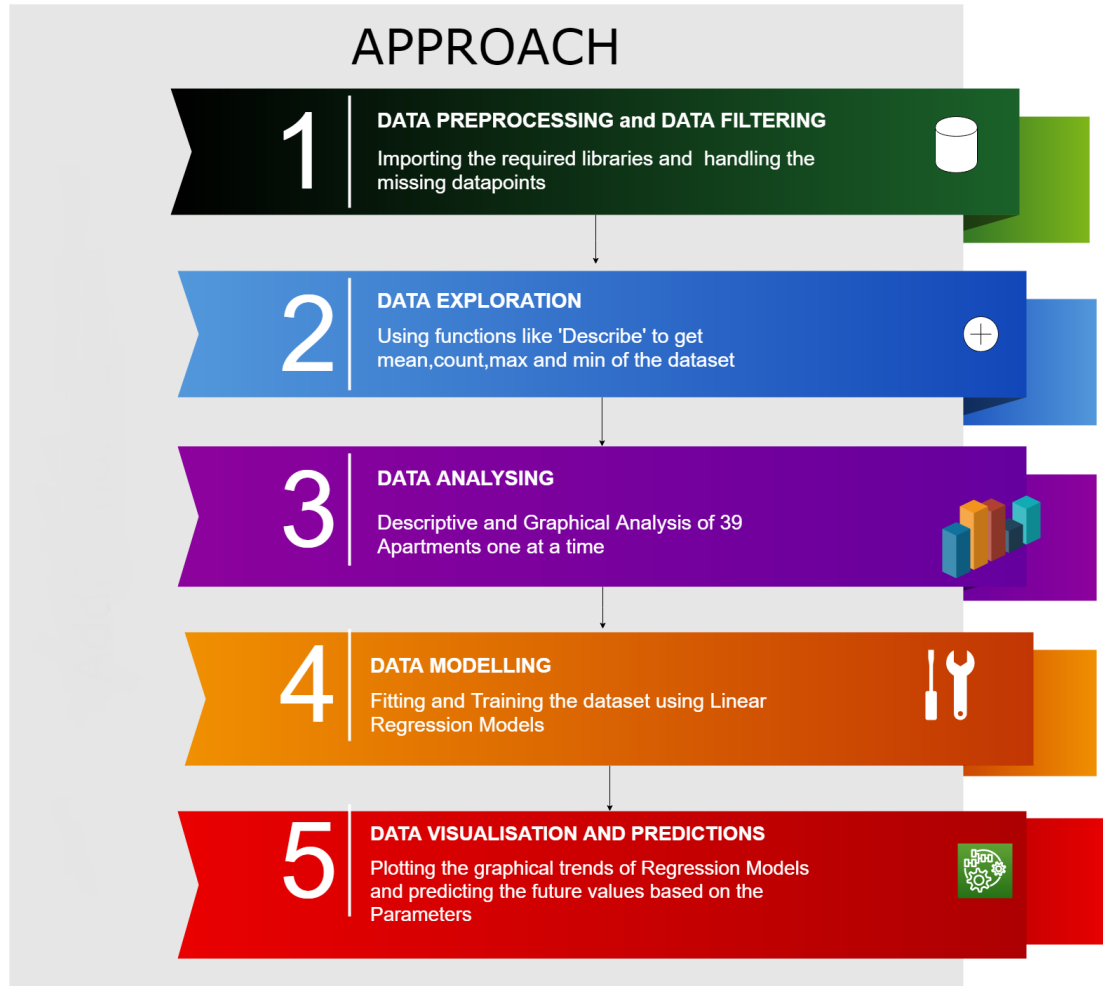 APPROACH
1
DATA PREPROCESSING and DATA FILTERING
Importing the required libraries and  handling the
missing datapoints
2
DATA EXPLORATION
Using functions like 'Describe' to get
mean,count,max and min of the dataset
3
DATA ANALYSING
Descriptive and Graphical Analysis of 39
Apartments one at a time
4
DATA MODELLING
Fitting and Training the dataset using Linear
Regression Models
5
DATA VISUALISATION AND PREDICTIONS
Plotting the graphical trends of Regression Models
and predicting the future values based on the
Parameters